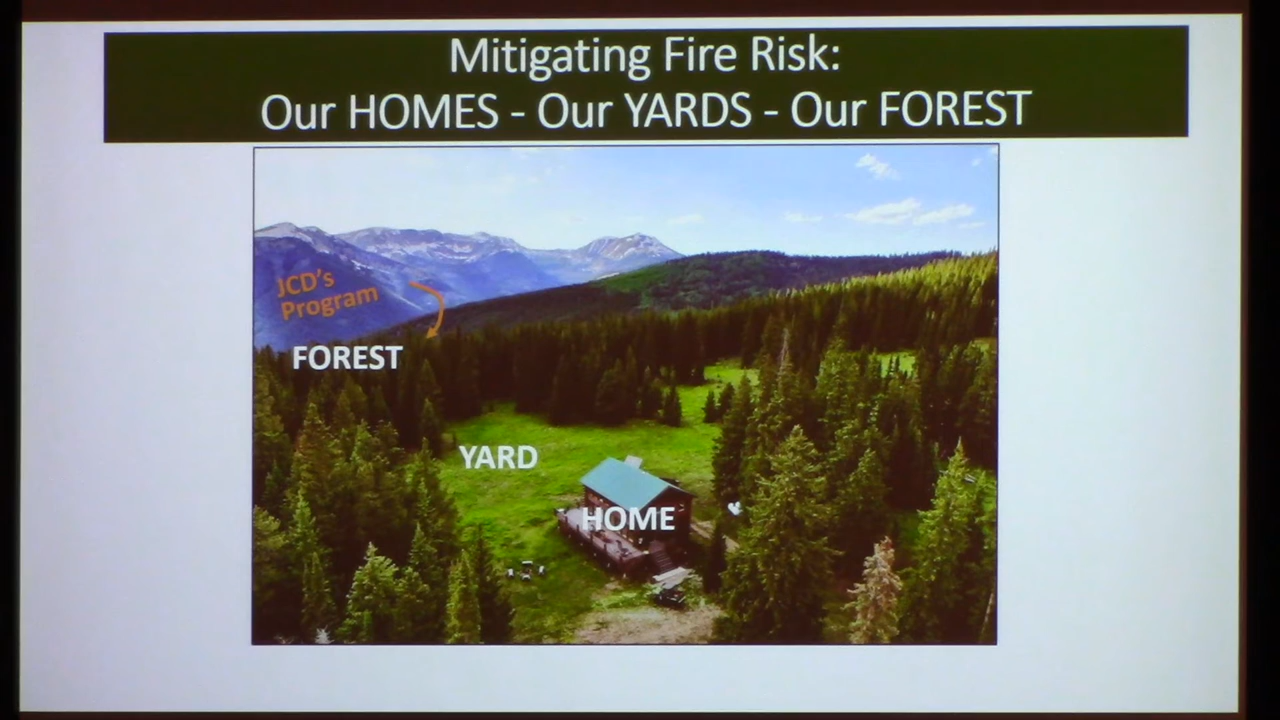 Mitigating Fire Risk:
Our HOMES - Our YARDS - Our FOREST
JCD's
Program
FOREST
YARD
HOME